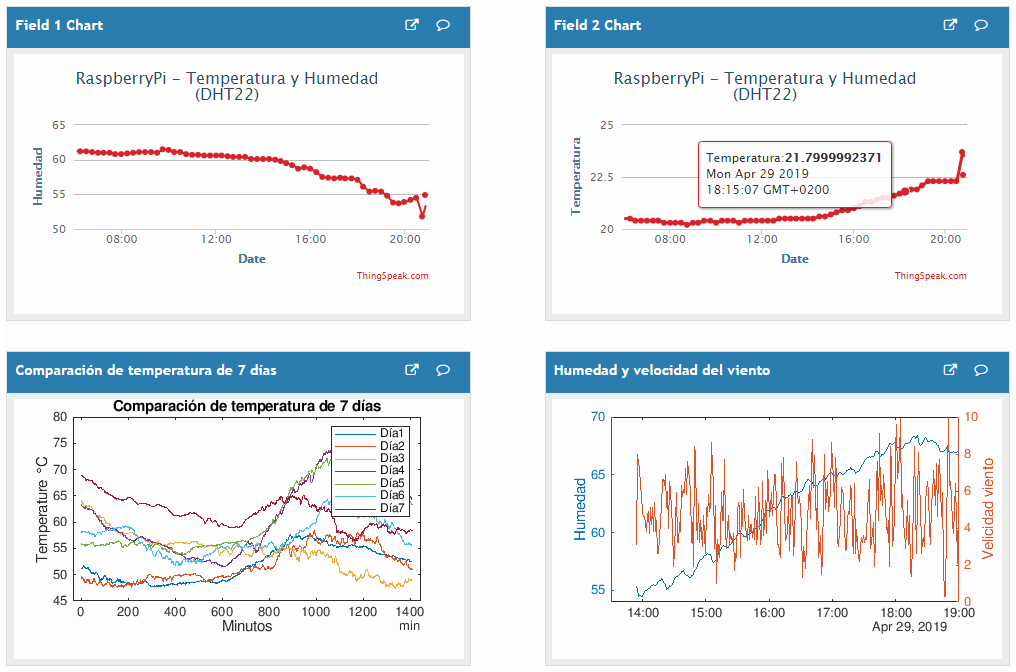 Field 1 Chart
RaspberryPi - Temperatura y Humedad
(DHT22)
Humedad
65
60
55
50
08:00 12:00 16:00 20:00
Date
ThingSpeak.com
Field 2 Chart
RaspberryPi - Temperatura y Humedad
(DHT22)
Temperatura
25
22.5
20
Temperatura:21.7999992371
Mon Apr 29 2019
18:15:07 GMT+0200
08:00 12:00 16:00 20:00
Date
ThingSpeak.com
Comparación de temperatura de 7 días
Comparación de temperatura de 7 días
Temperature °C
80
75
70
65
60
55
50
45
Día1
Día2
Día3
Día4
Día5
Día6
Día7
0 200 400 600 800 1000 1200 1400
Minutos
min
Humedad y velocidad del viento
Humedad
70
65
60
55
10
8
6
4
2
0
Velicidad viento
14:00 15:00 16:00 17:00 18:00 19:00
Apr 29, 2019